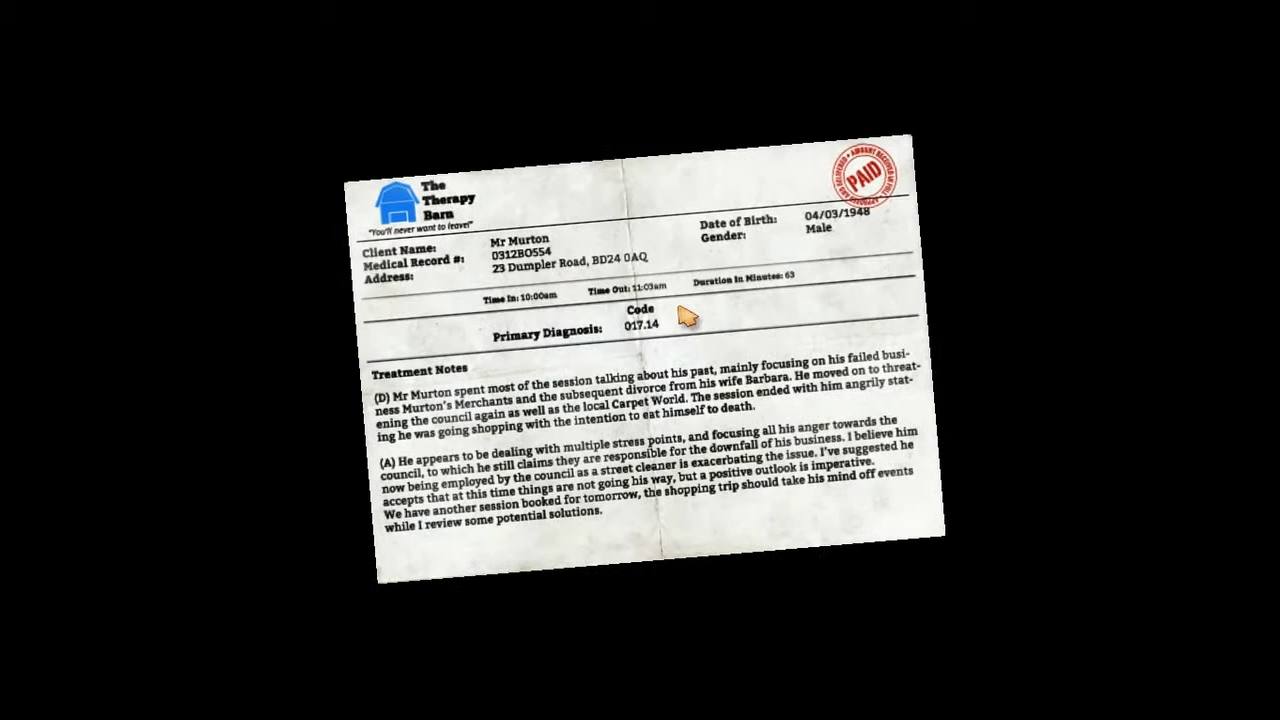 The
Therapy
Barn
"You'll never want to leave!"
AMOUNT RECEIVED IN FULL
PAID
APPROVED AND DELIVERED
Client Name: Mr Murton Date of Birth: 04/03/1948
Medical Record #: 0312BO554 Gender: Male
Address: 23 Dumpler Road, BD24 0AQ
Time In: 10:00am Time Out: 11:03am Duration In Minutes: 63
Code
Primary Diagnosis: 017.14
Treatment Notes
(D) Mr Murton spent most of the session talking about his past, mainly focusing on his failed busi-
ness Murton's Merchants and the subsequent divorce from his wife Barbara. He moved on to threat-
ening the council again as well as the local Carpet World. The session ended with him angrily stat-
ing he was going shopping with the intention to eat himself to death.
(A) He appears to be dealing with multiple stress points, and focusing all his anger towards the
council, to which he still claims they are responsible for the downfall of his business. I believe him
now being employed by the council as a street cleaner is exacerbating the issue. I've suggested he
accepts that at this time things are not going his way, but a positive outlook is imperative.
We have another session booked for tomorrow, the shopping trip should take his mind off events
while I review some potential solutions.